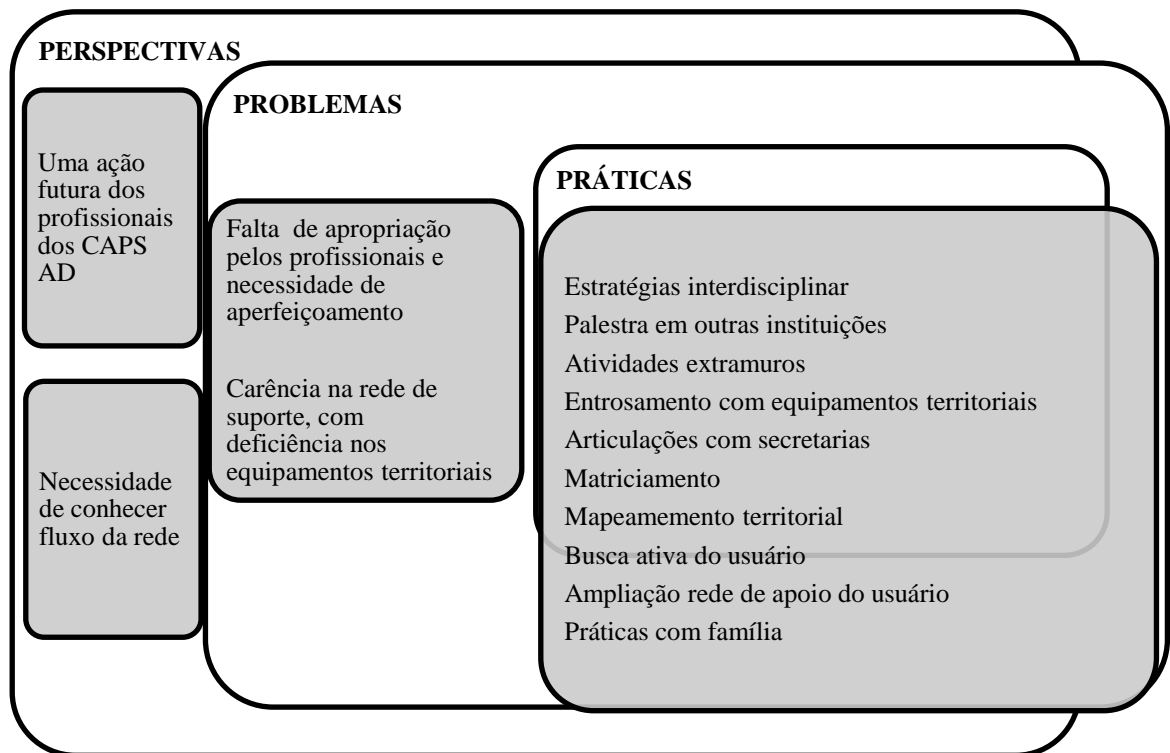 PERSPECTIVAS
Uma ação
futura dos
profissionais
dos CAPS
AD
Necessidade
de conhecer
fluxo da rede
PROBLEMAS
Falta de apropriação
pelos profissionais e
necessidade de
aperfeiçoamento
Carência na rede de
suporte, com
deficiência nos
equipamentos territoriais
PRÁTICAS
Estratégias interdisciplinar
Palestra em outras instituições
Atividades extramuros
Entrosamento com equipamentos territoriais
Articulações com secretarias
Matriciamento
Mapeamemento territorial
Busca ativa do usuário
Ampliação rede de apoio do usuário
Práticas com família